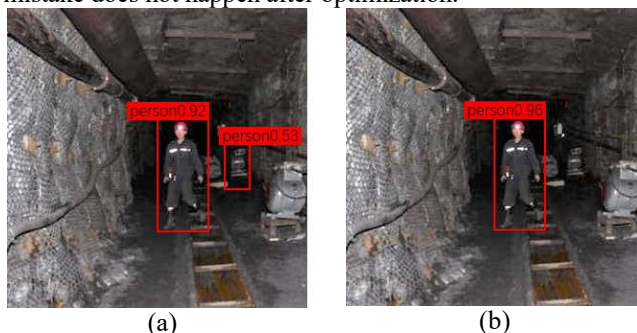 mistake does not happen after optimization.
person0.92
person0.53
person0.96
(a)
(b)